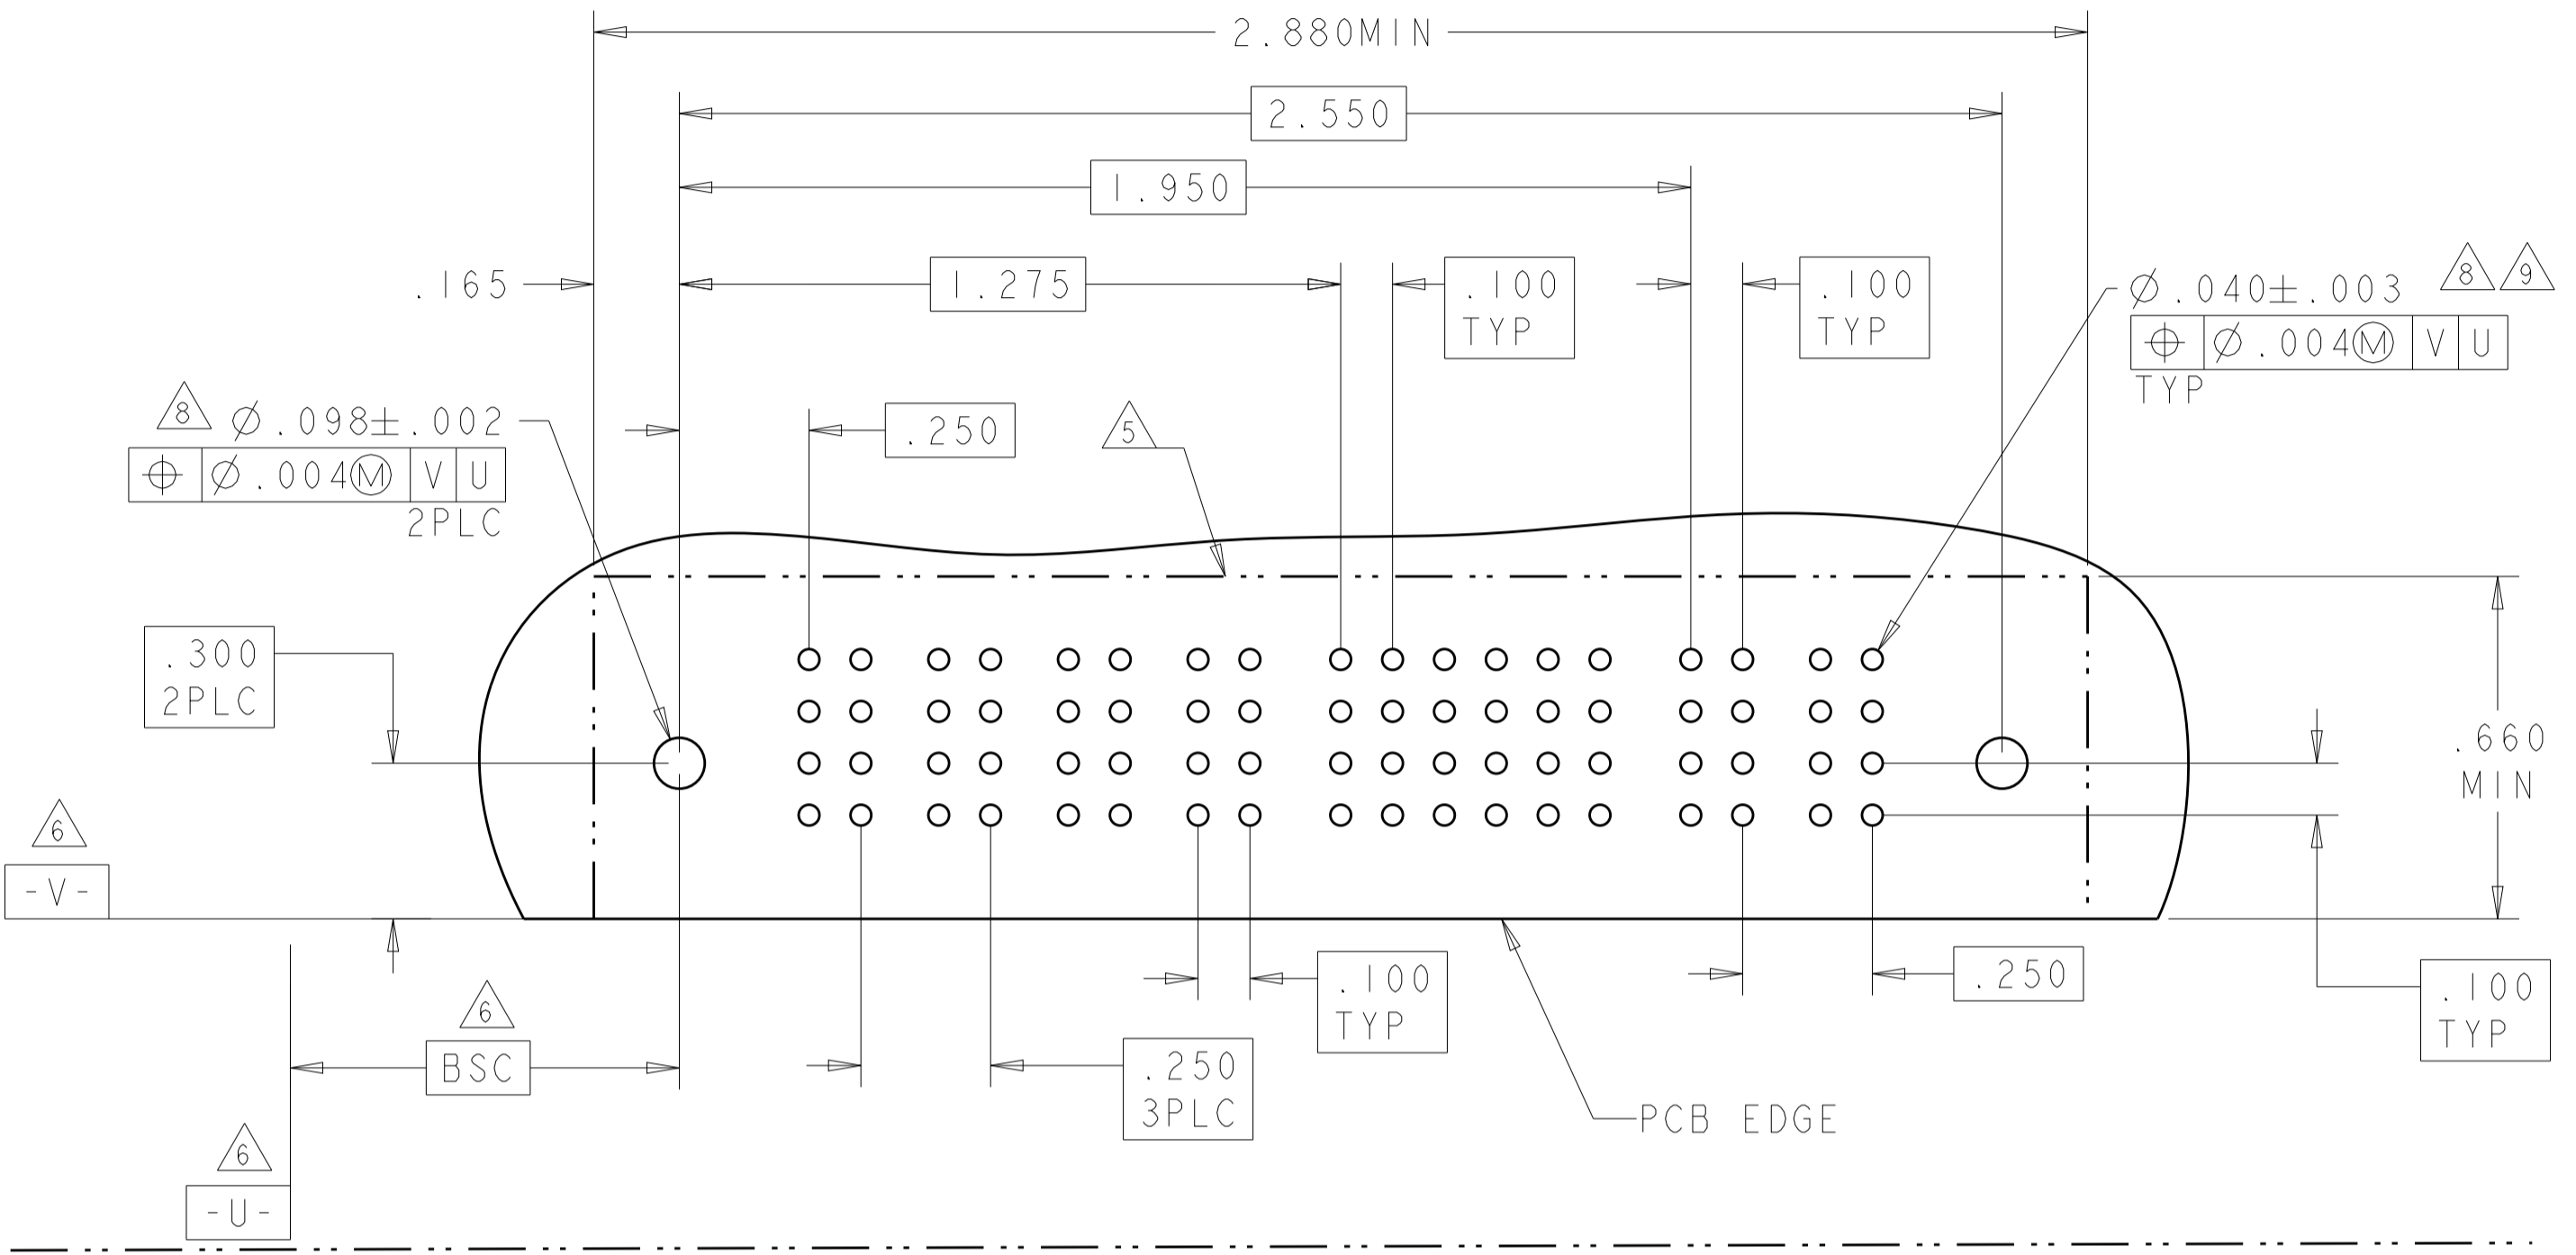 2.880MIN
2.550
1.950
.165
1.275
.100
TYP
.100
TYP
⌀.040±.003
8
9
⌖ ⌀.004Ⓜ V U
TYP
8
⌀.098±.002
⌖ ⌀.004Ⓜ V U
2PLC
.250
5
.300
2PLC
.660
MIN
6
-V-
6
BSC
6
-U-
.100
TYP
.250
3PLC
.250
.100
TYP
PCB EDGE